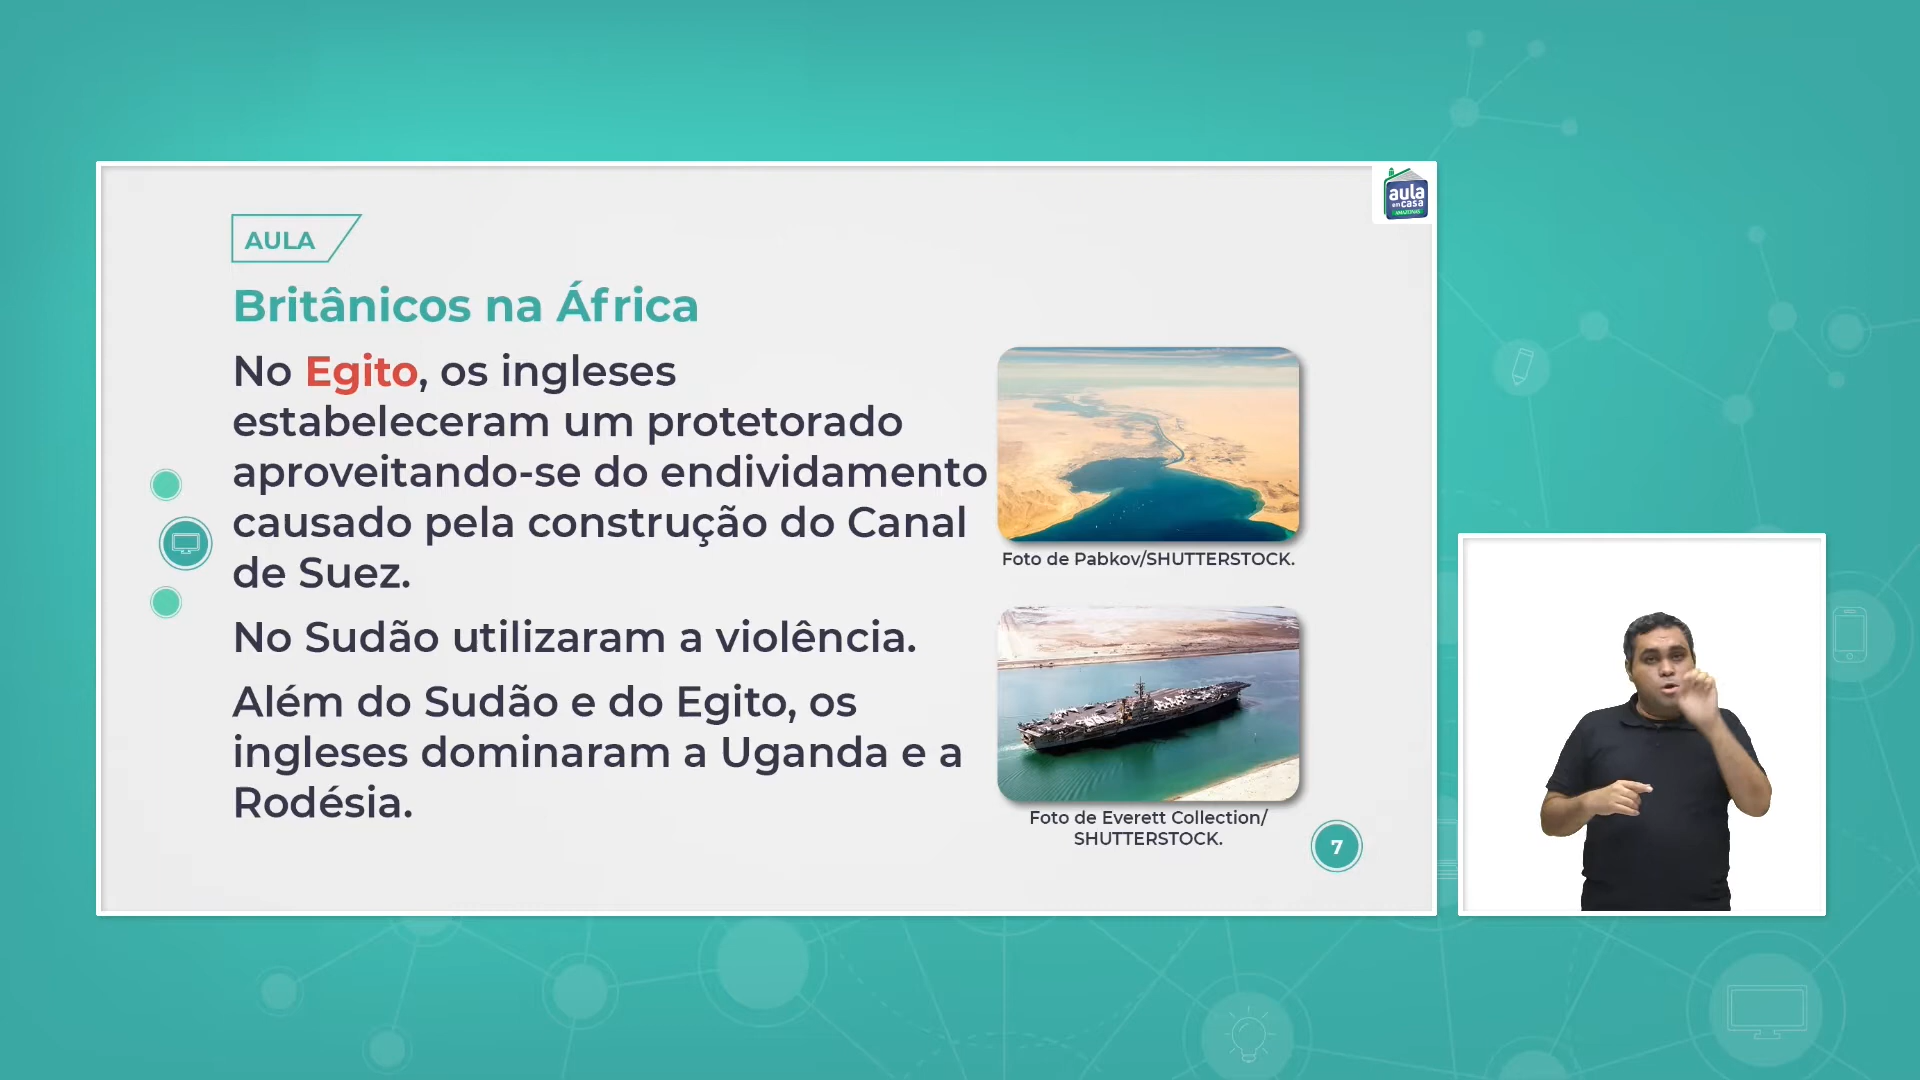 aula
em casa
AMAZONAS
AULA
Britânicos na África
No Egito, os ingleses
estabeleceram um protetorado
aproveitando-se do endividamento
causado pela construção do Canal
de Suez.
No Sudão utilizaram a violência.
Além do Sudão e do Egito, os
ingleses dominaram a Uganda e a
Rodésia.
Foto de Pabkov/SHUTTERSTOCK.
Foto de Everett Collection/
SHUTTERSTOCK.
7